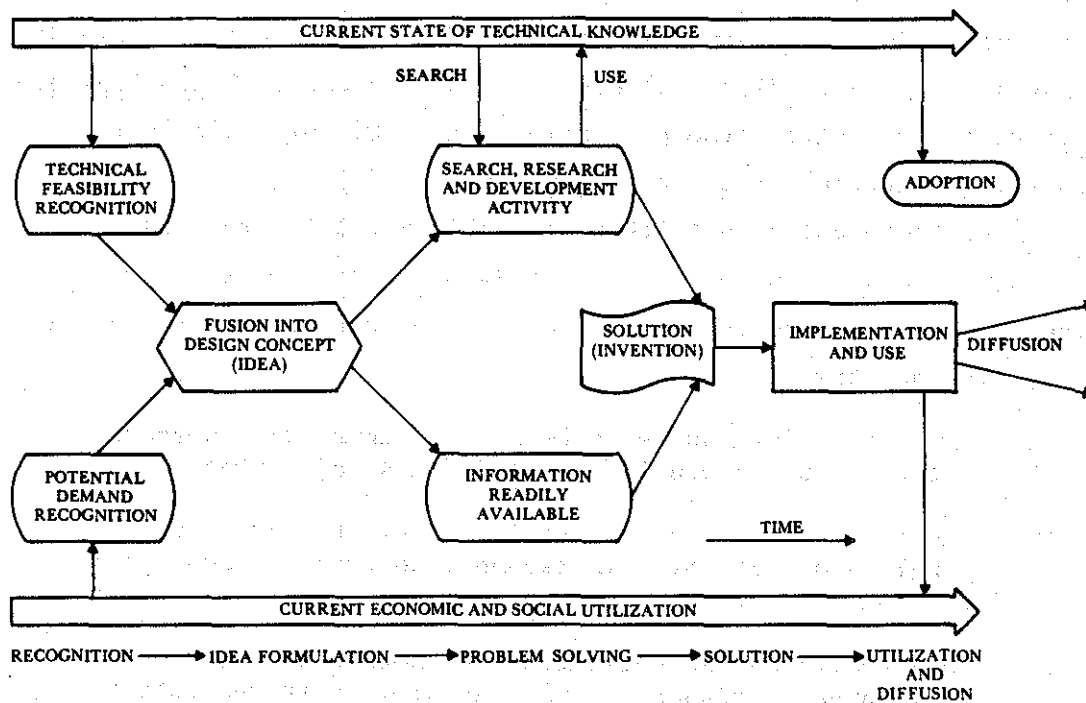 CURRENT STATE OF TECHNICAL KNOWLEDGE
SEARCH
USE
TECHNICAL
FEASIBILITY
RECOGNITION
SEARCH, RESEARCH
AND DEVELOPMENT
ACTIVITY
ADOPTION
FUSION INTO
DESIGN CONCEPT
(IDEA)
SOLUTION
(INVENTION)
IMPLEMENTATION
AND USE
DIFFUSION
POTENTIAL
DEMAND
RECOGNITION
INFORMATION
READILY
AVAILABLE
TIME
CURRENT ECONOMIC AND SOCIAL UTILIZATION
RECOGNITION IDEA FORMULATION PROBLEM SOLVING SOLUTION UTILIZATION
AND
DIFFUSION